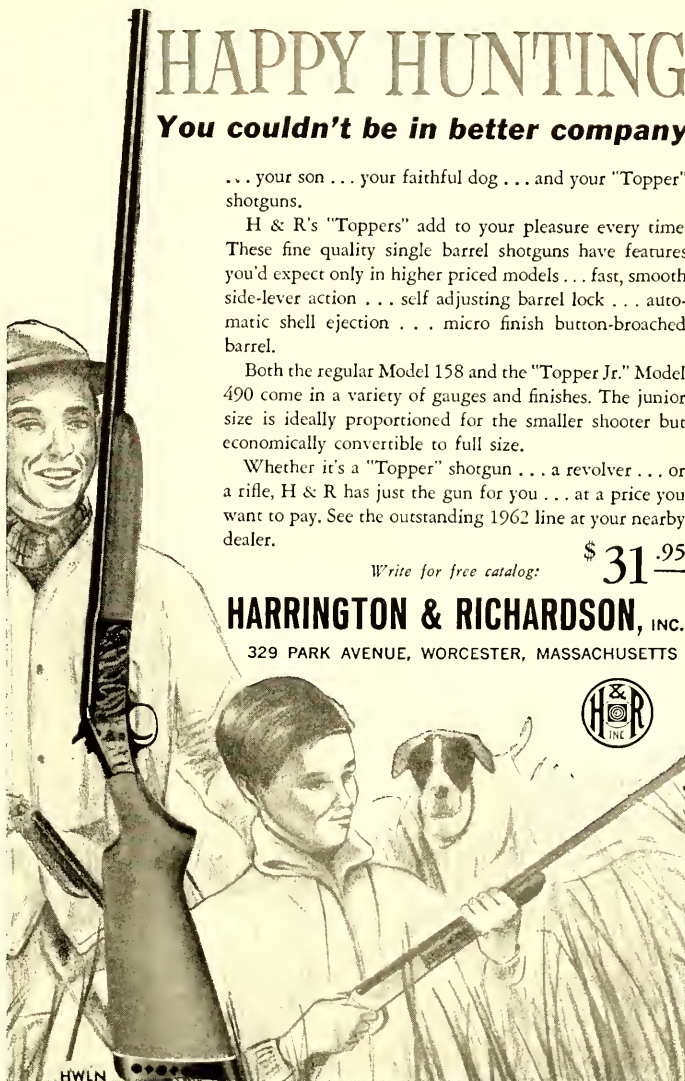 HAPPY HUNTING
You couldn't be in better company
... your son ... your faithful dog ... and your "Topper"
shotguns.
H & R's "Toppers" add to your pleasure every time
These fine quality single barrel shotguns have features
you'd expect only in higher priced models ... fast, smooth
side-lever action ... self adjusting barrel lock ... auto-
matic shell ejection ... micro finish button-broached
barrel.
Both the regular Model 158 and the "Topper Jr." Model
490 come in a variety of gauges and finishes. The junior
size is ideally proportioned for the smaller shooter but
economically convertible to full size.
Whether it's a "Topper" shotgun ... a revolver ... or
a rifle, H & R has just the gun for you ... at a price you
want to pay. See the outstanding 1962 line at your nearby
dealer.
$31.95
Write for free catalog:
HARRINGTON & RICHARDSON, INC.
329 PARK AVENUE, WORCESTER, MASSACHUSETTS
H&R
INC
HWLN